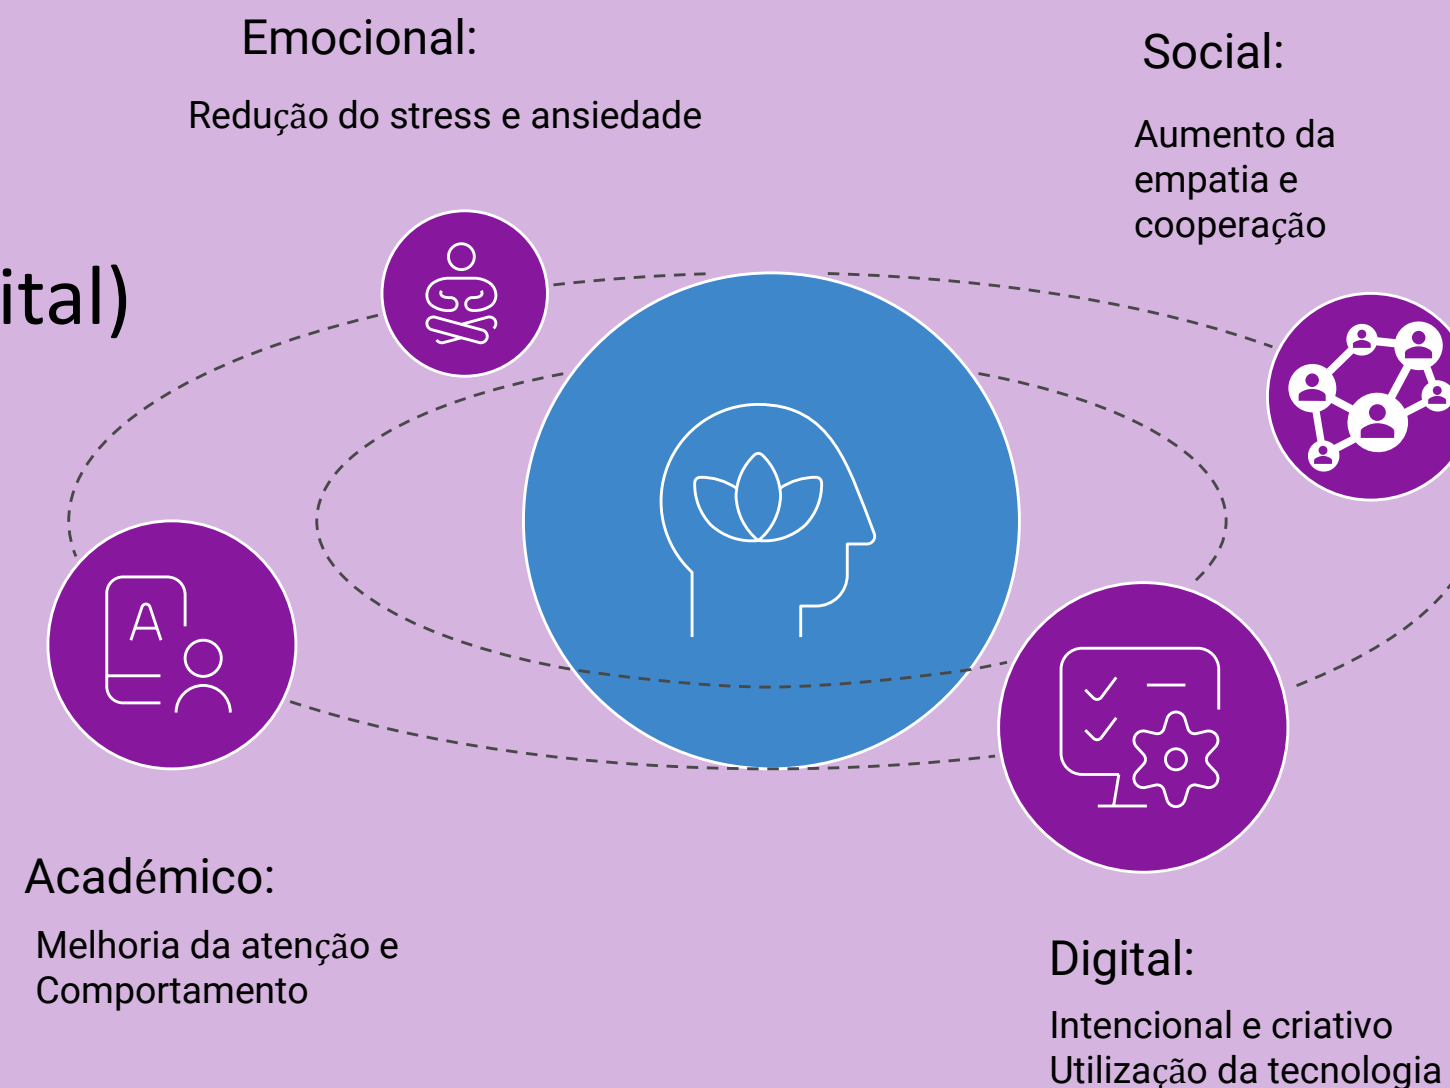 Emocional:
Redução do stress e ansiedade
Social:
Aumento da
empatia e
cooperação
ital)
A
Académico:
Melhoria da atenção e
Comportamento
Digital:
Intencional e criativo
Utilização da tecnologia